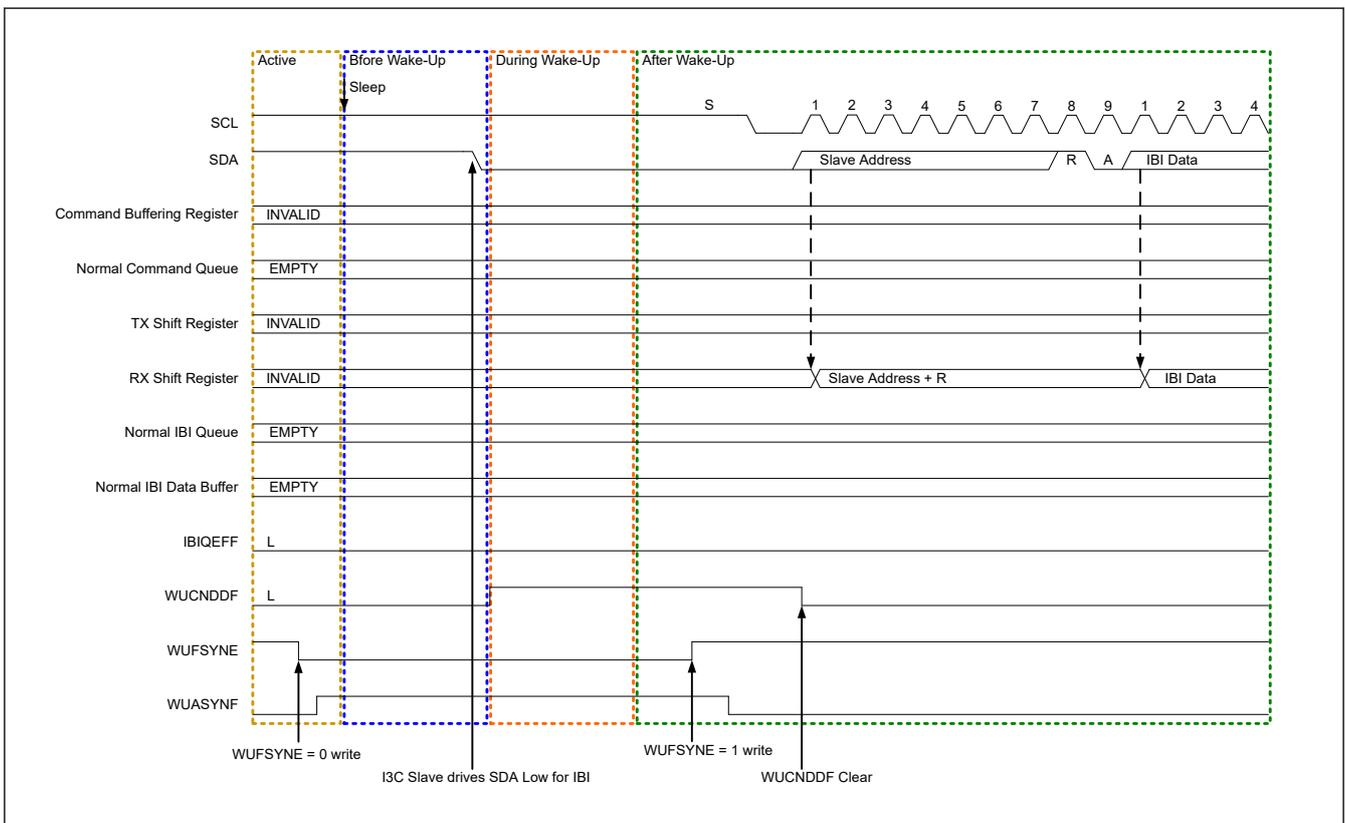 Active
Bfore Wake-Up
During Wake-Up
After Wake-Up
Sleep
S
1 2 3 4 5 6 7 8 9 1 2 3 4
SCL
SDA
Slave Address
R
A
IBI Data
Command Buffering Register
INVALID
Normal Command Queue
EMPTY
TX Shift Register
INVALID
RX Shift Register
INVALID
Slave Address + R
IBI Data
Normal IBI Queue
EMPTY
Normal IBI Data Buffer
EMPTY
IBIQEFF
L
WUCNDDF
L
WUFSYNE
WUASYNF
WUFSYNE = 0 write
WUFSYNE = 1 write
I3C Slave drives SDA Low for IBI
WUCNDDF Clear